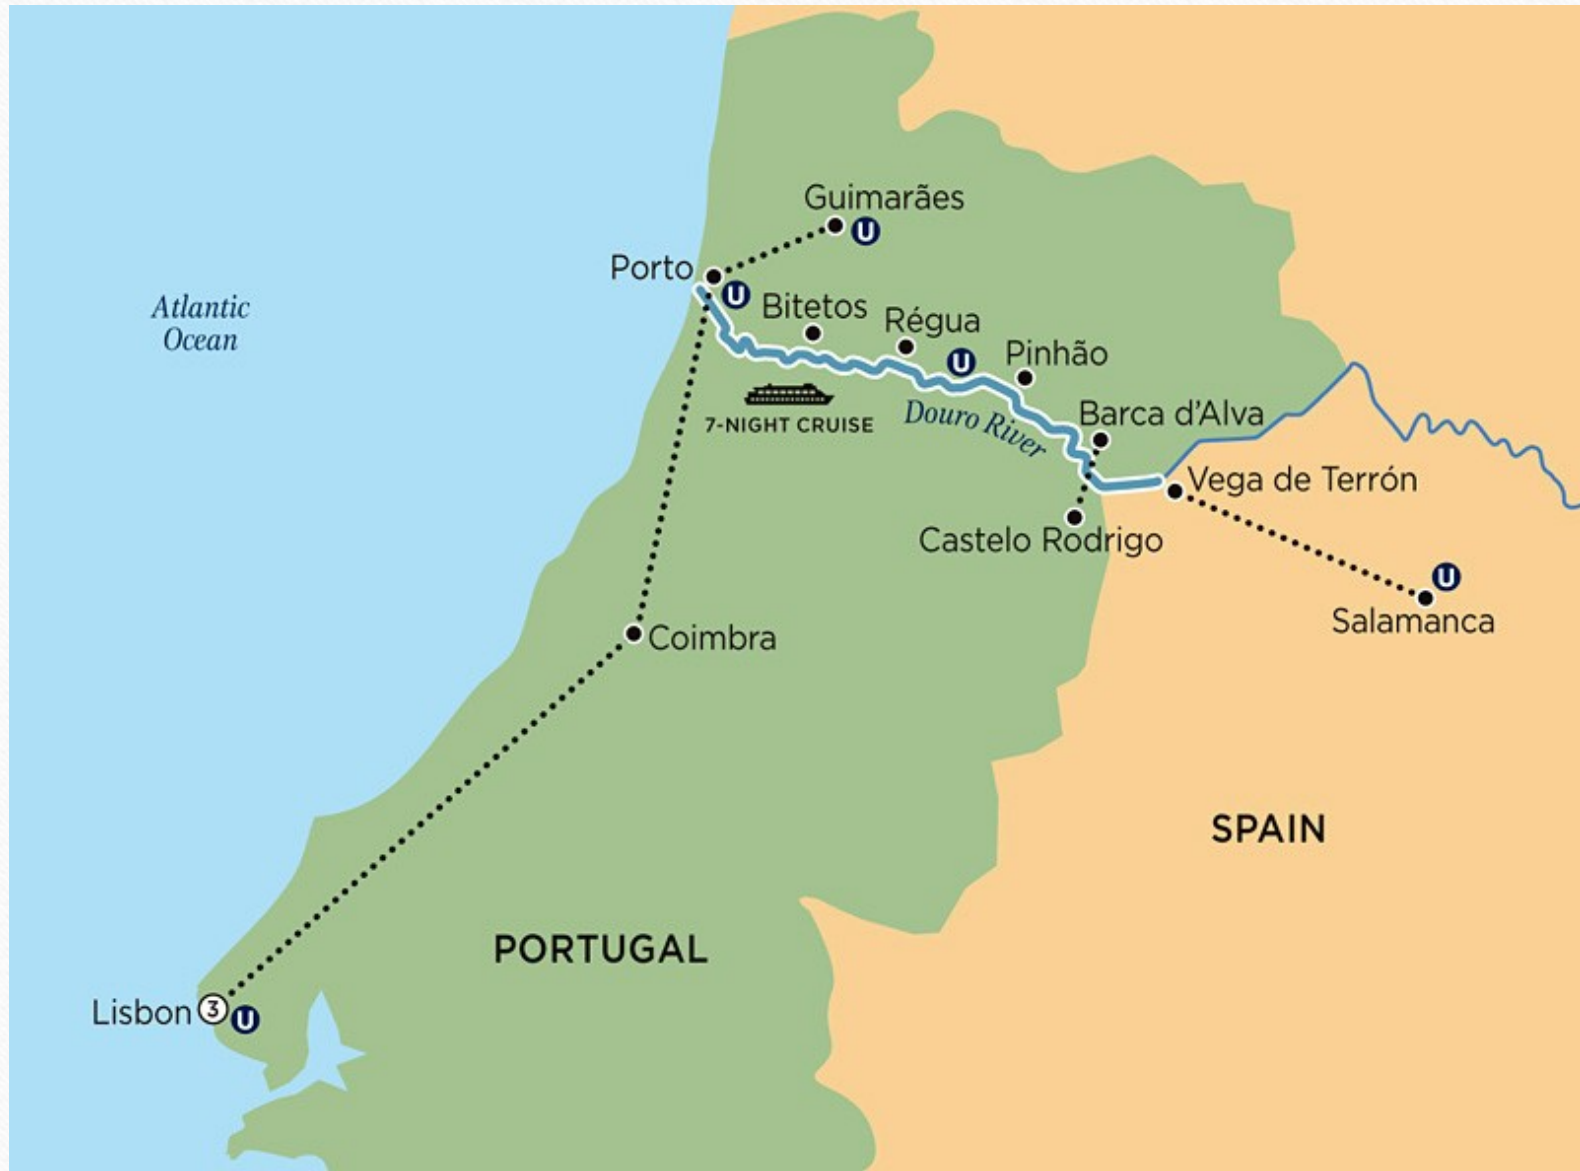 Guimarães
U
Porto
U
Bitetos
Régua
U
Pinhão
Atlantic
Ocean
7-NIGHT CRUISE
Douro River
Barca d'Alva
Vega de Terrón
Castelo Rodrigo
U
Salamanca
Coimbra
SPAIN
PORTUGAL
Lisbon 3
U